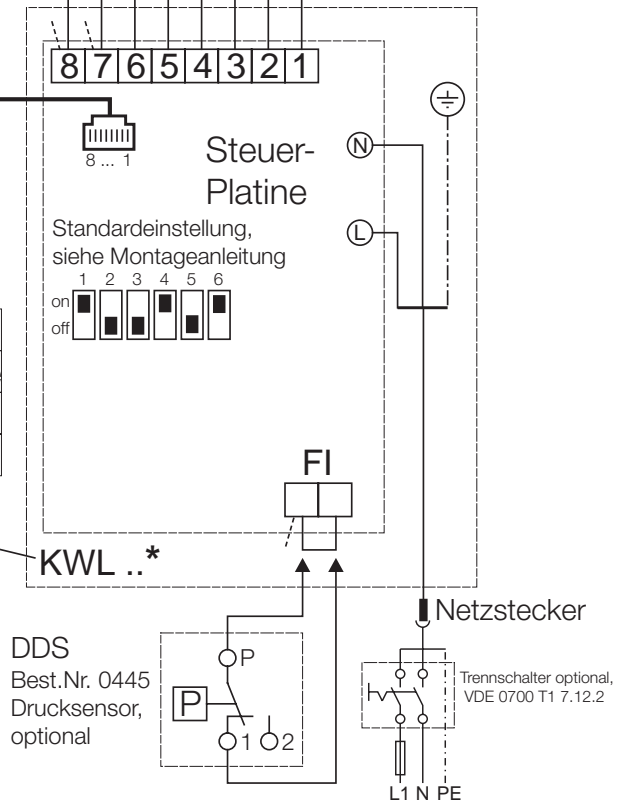 8 7 6 5 4 3 2 1
8 ... 1
Steuer-
Platine
N
L
Standardeinstellung,
siehe Montageanleitung
1 2 3 4 5 6
on
off
FI
KWL ..*
Netzstecker
DDS
Best.Nr. 0445
Drucksensor,
optional
P
P
1 2
Trennschalter optional,
VDE 0700 T1 7.12.2
L1 N PE